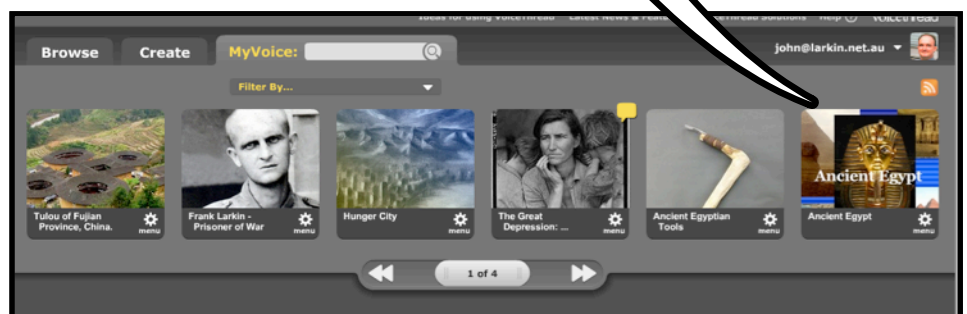 Ideas for using VoiceThread Latest News & Featu Thread Solutions Help ? voicethread
Browse Create MyVoice: john@larkin.net.au
Filter By...
Ancient Egypt
Tulou of Fujian Province, China. menu
Frank Larkin - Prisoner of War menu
Hunger City menu
The Great Depression: ... menu
Ancient Egyptian Tools menu
Ancient Egypt menu
1 of 4